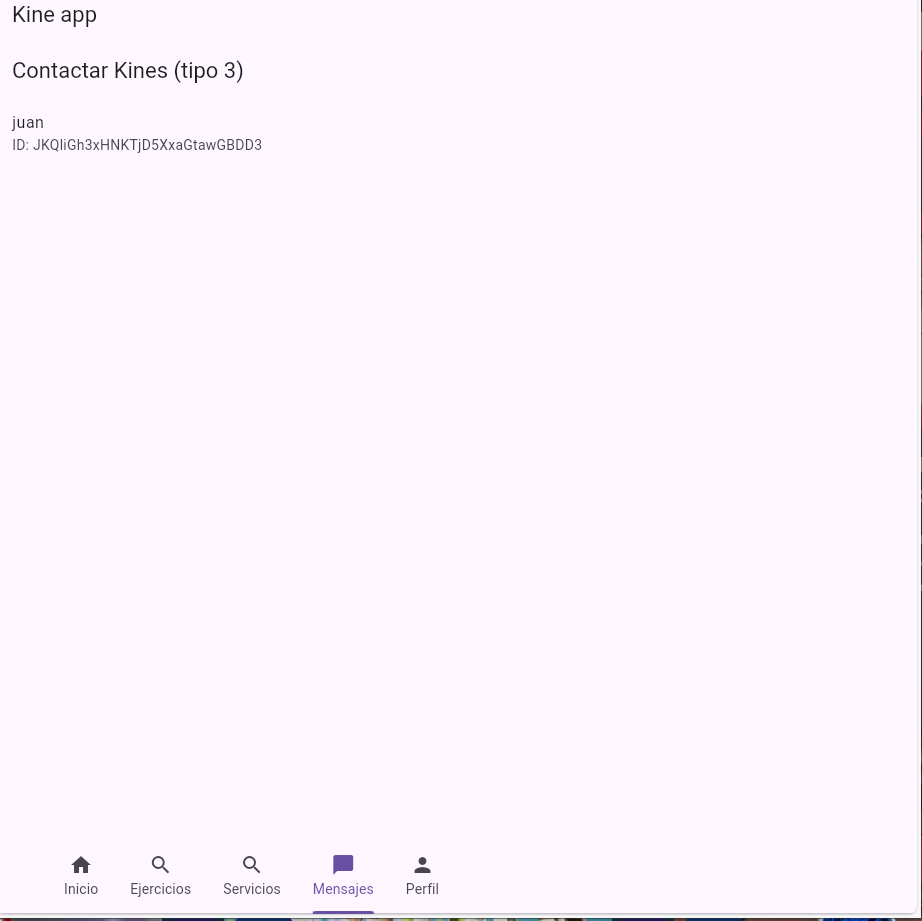 Kine app
Contactar Kines (tipo 3)
juan
ID: JKQliGh3xHNKTjD5XxaGtawGBDD3
Inicio
Ejercicios
Servicios
Mensajes
Perfil